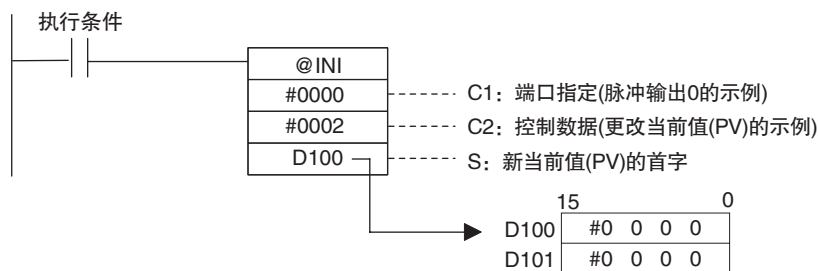 执行条件
@INI
#0000 C1：端口指定(脉冲输出0的示例)
#0002 C2：控制数据(更改当前值(PV)的示例)
D100 S：新当前值(PV)的首字
15 0
D100 #0 0 0 0
D101 #0 0 0 0